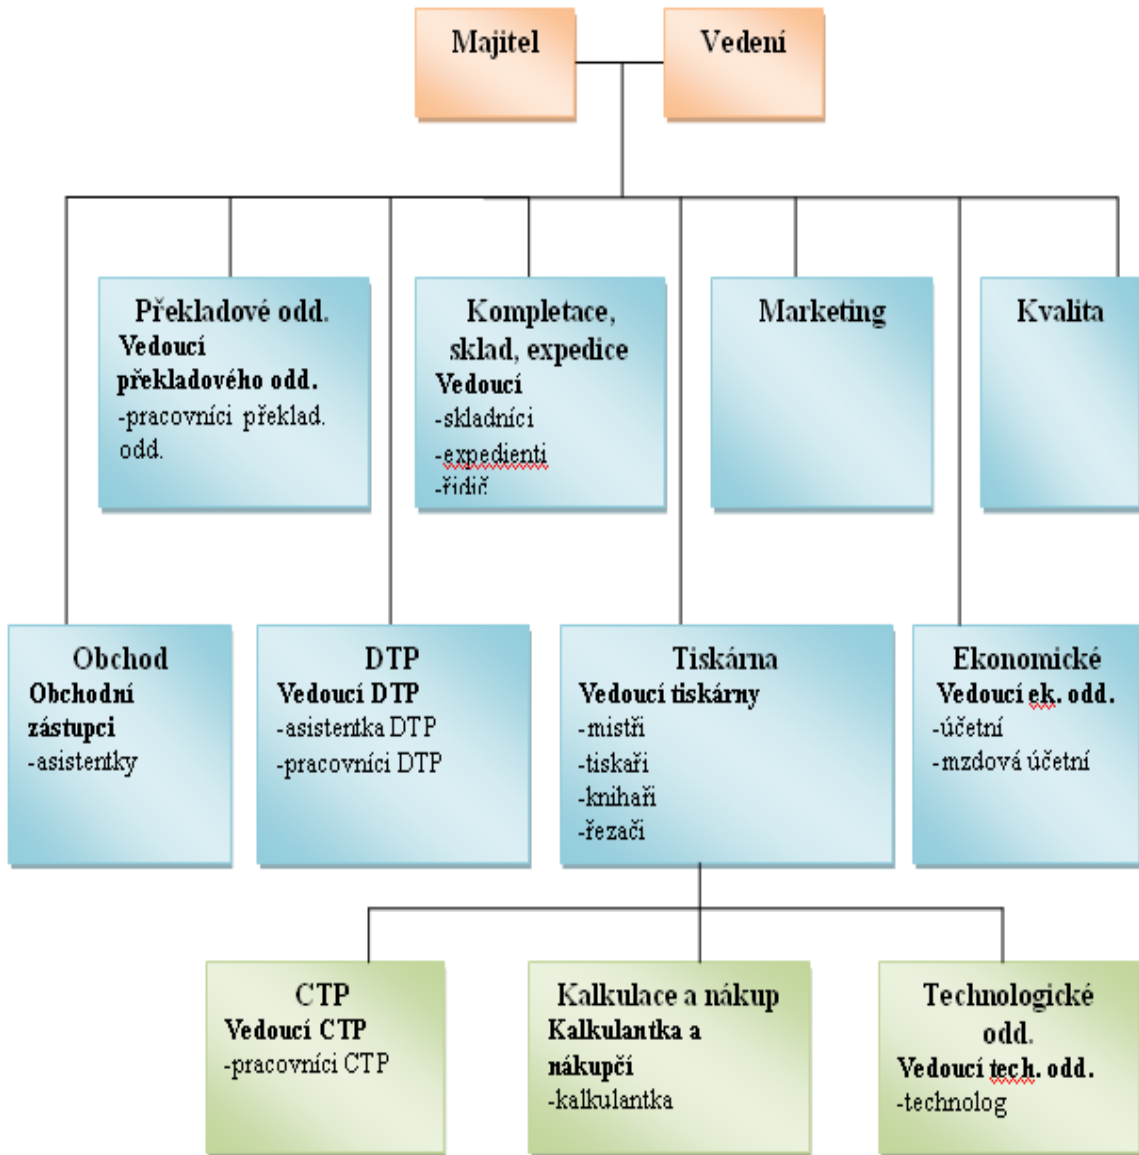 Majitel
Vedení
Překladové odd.
Vedoucí
překladového odd.
-pracovníci překlad.
odd.
Kompletace,
sklad, expedice
Vedoucí
-skladníci
-expedienti
-řidič
Marketing
Kvalita
Obchod
Obchodní
zástupci
-asistentky
DTP
Vedoucí DTP
-asistentka DTP
-pracovníci DTP
Tiskárna
Vedoucí tiskárny
-mistři
-tiskaři
-knihaři
-řezači
Ekonomické
Vedoucí ek. odd.
-účetní
-mzdová účetní
CTP
Vedoucí CTP
-pracovníci CTP
Kalkulace a nákup
Kalkulantka a
nákupčí
-kalkulantka
Technologické
odd.
Vedoucí tech. odd.
-technolog